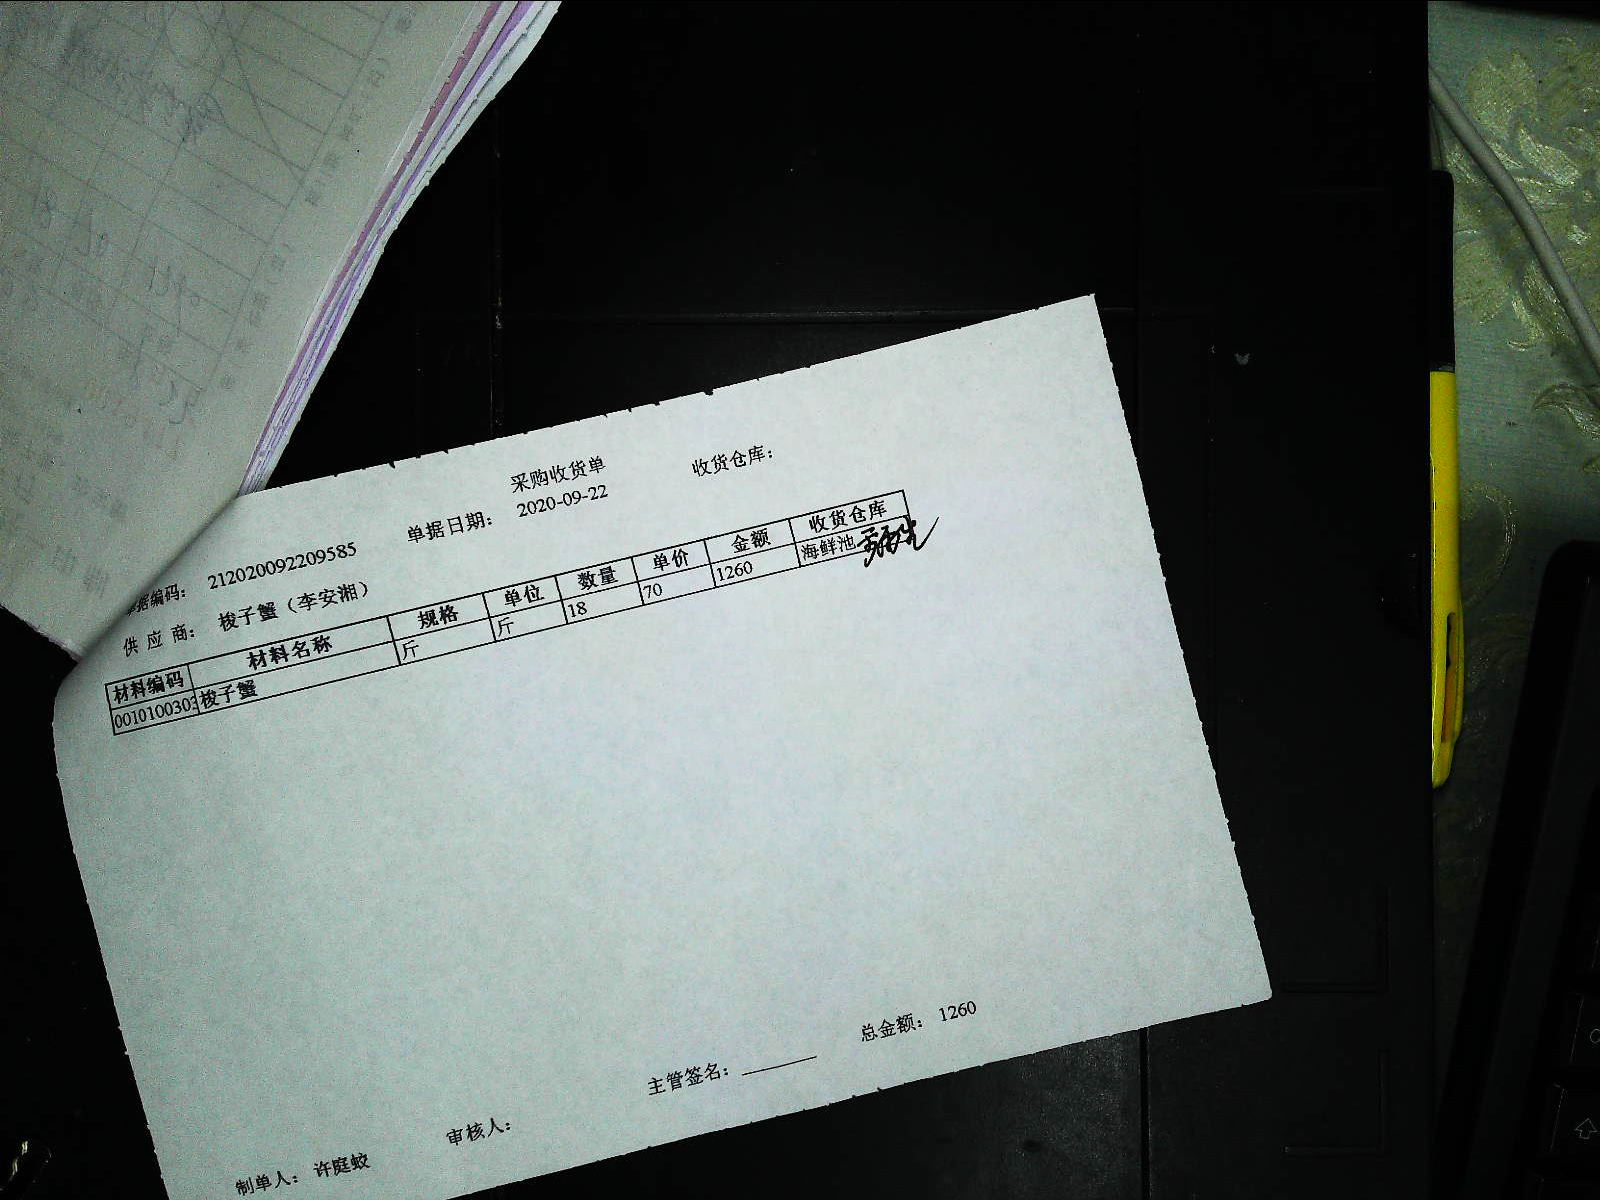 采购收货单
收货仓库：
单据日期： 2020-09-22
单据编码： 212020092209585
供 应 商： 梭子蟹（李安湘）
材料编码 材料名称 规格 单位 数量 单价 金额 收货仓库
001010030 梭子蟹 斤 斤 18 70 1260 海鲜池
总金额： 1260
主管签名：
审核人：
制单人： 许庭蛟